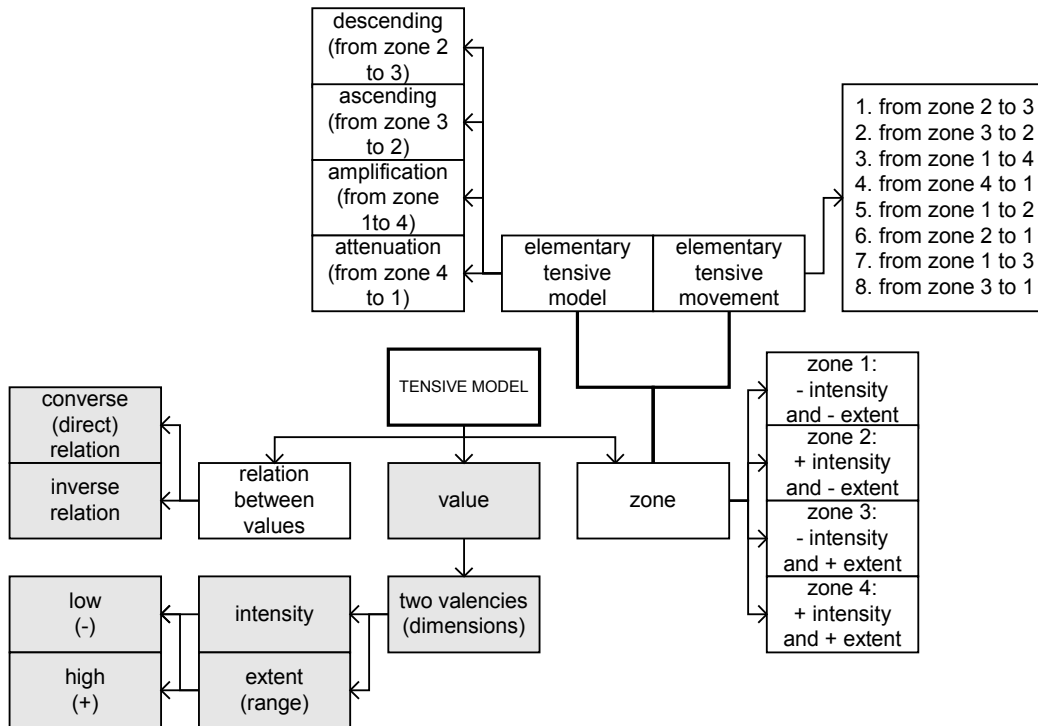 descending
(from zone 2
to 3)
ascending
(from zone 3
to 2)
amplification
(from zone
1to 4)
attenuation
(from zone 4
to 1)
elementary
tensive
model
elementary
tensive
movement
1. from zone 2 to 3
2. from zone 3 to 2
3. from zone 1 to 4
4. from zone 4 to 1
5. from zone 1 to 2
6. from zone 2 to 1
7. from zone 1 to 3
8. from zone 3 to 1
TENSIVE MODEL
converse
(direct)
relation
inverse
relation
relation
between
values
value
zone
zone 1:
- intensity
and - extent
zone 2:
+ intensity
and - extent
zone 3:
- intensity
and + extent
zone 4:
+ intensity
and + extent
low
(-)
high
(+)
intensity
extent
(range)
two valencies
(dimensions)